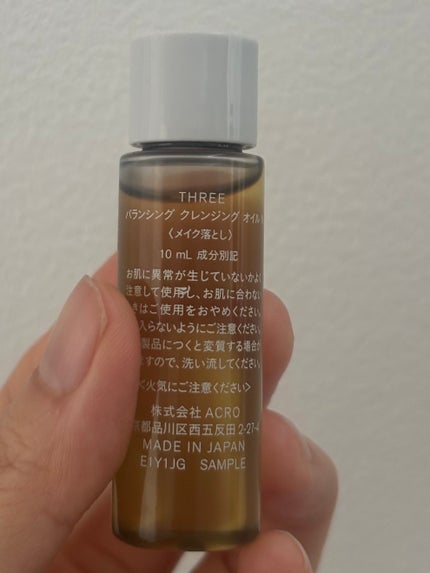 THREE
バランシング クレンジング オイル
〈メイク落とし〉
10 mL 成分別記
お肌に異常が生じていないかよく
注意して使用し、お肌に合わない
きはご使用をおやめください。
入らないようにご注意ください。
製品につくと変質する場合が
ますので、洗い流してください。
<火気にご注意ください>
株式会社 ACRO
京都品川区西五反田 2-27-4
MADE IN JAPAN
E1Y1JG SAMPLE